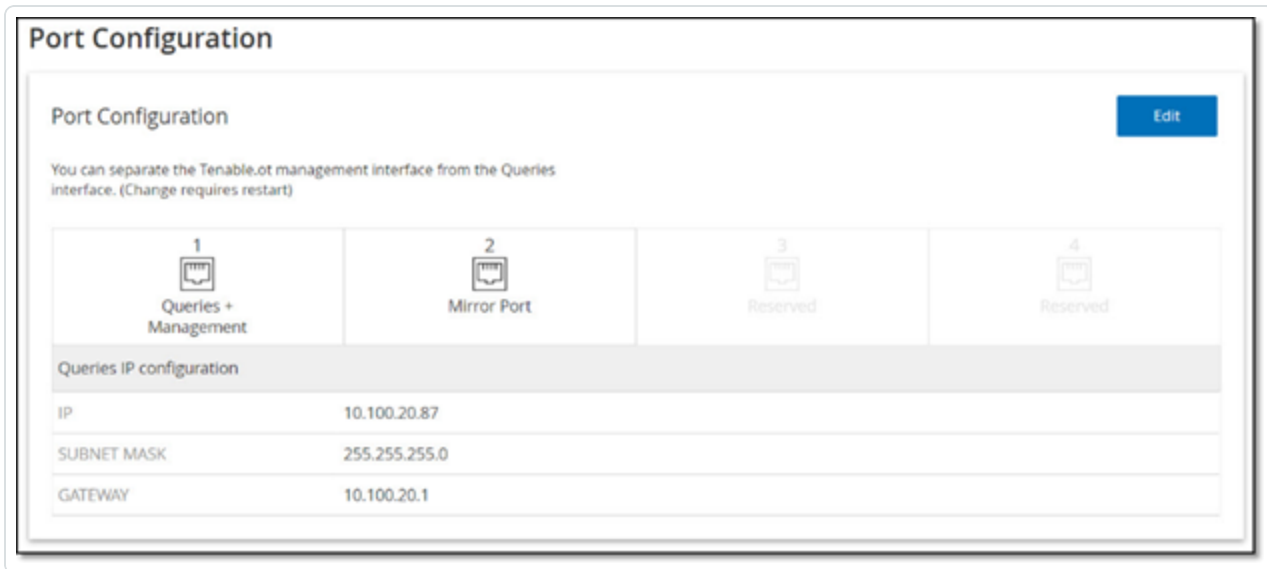 Port Configuration
Port Configuration
Edit
You can separate the Tenable.ot management interface from the Queries
interface. (Change requires restart)
1
Queries +
Management
2
Mirror Port
3
Reserved
4
Reserved
Queries IP configuration
IP 10.100.20.87
SUBNET MASK 255.255.255.0
GATEWAY 10.100.20.1